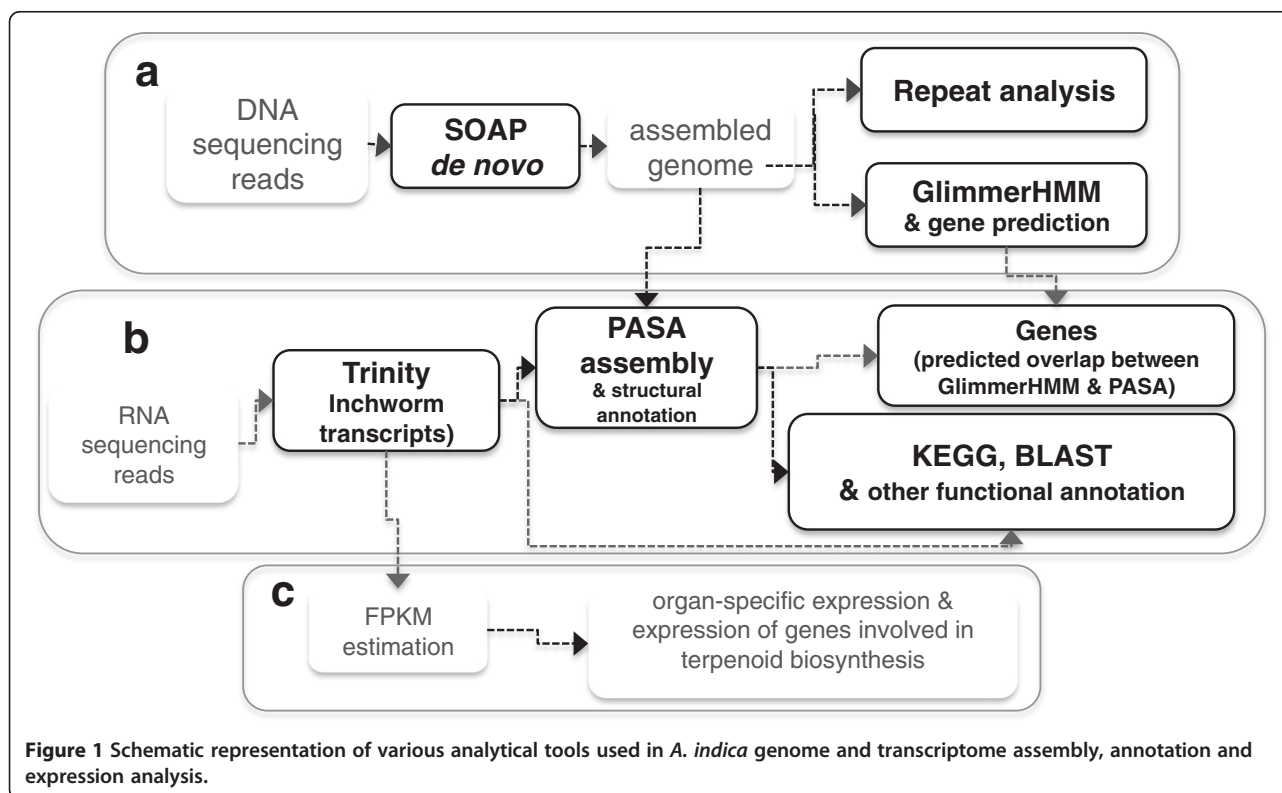 a
DNA
sequencing
reads
SOAP
de novo
assembled
genome
Repeat analysis
GlimmerHMM
& gene prediction
b
RNA
sequencing
reads
Trinity
Inchworm
transcripts)
PASA
assembly
& structural
annotation
Genes
(predicted overlap between
GlimmerHMM & PASA)
KEGG, BLAST
& other functional annotation
c
FPKM
estimation
organ-specific expression &
expression of genes involved in
terpenoid biosynthesis
Figure 1 Schematic representation of various analytical tools used in A. indica genome and transcriptome assembly, annotation and
expression analysis.